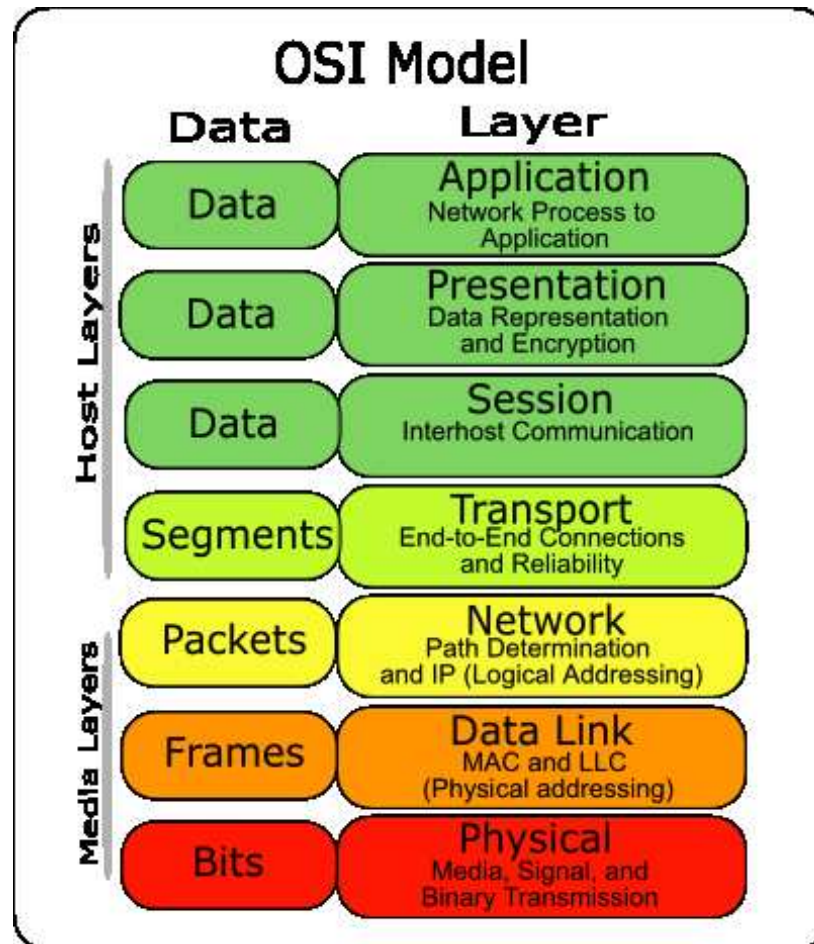 OSI Model
Data Layer
Host Layers
Data
Application
Network Process to
Application
Data
Presentation
Data Representation
and Encryption
Data
Session
Interhost Communication
Segments
Transport
End-to-End Connections
and Reliability
Media Layers
Packets
Network
Path Determination
and IP (Logical Addressing)
Frames
Data Link
MAC and LLC
(Physical addressing)
Bits
Physical
Media, Signal, and
Binary Transmission